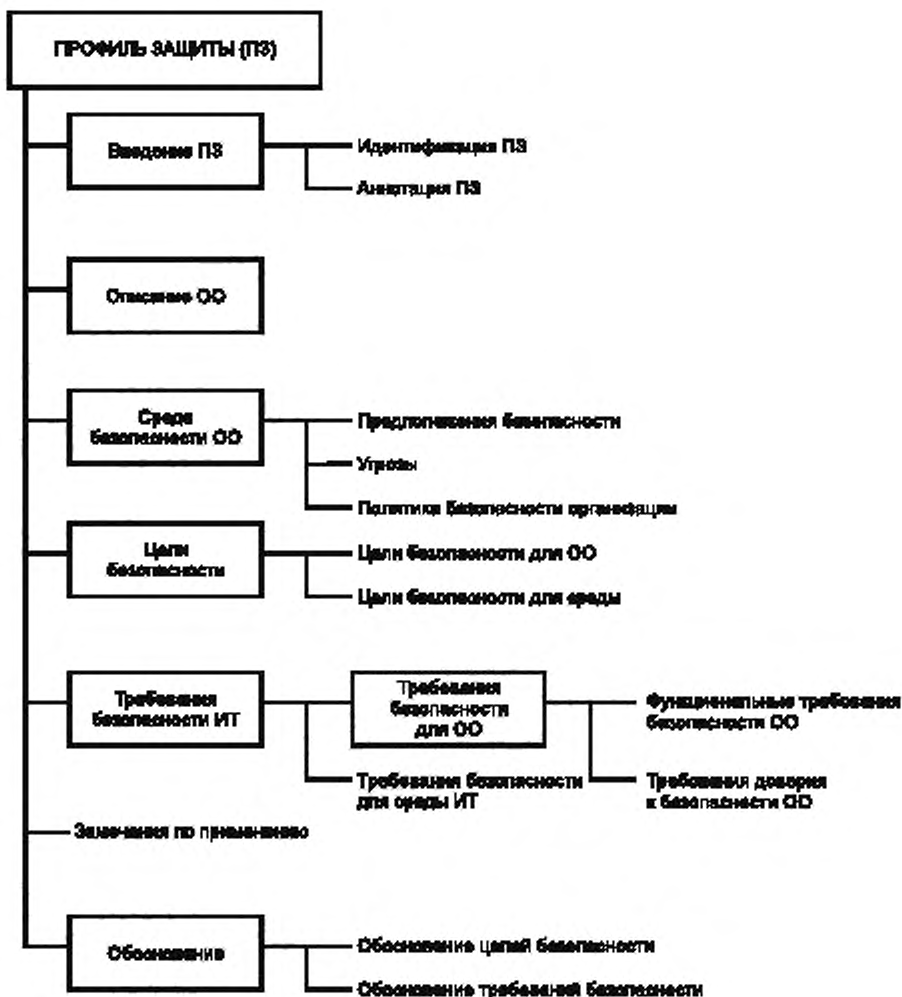 ПРОФИЛЬ ЗАЩИТЫ (ПЗ)
Введение ПЗ
Идентификация ПЗ
Аннотация ПЗ
Описание ОО
Среда
безопасности ОО
Предположения безопасности
Угрозы
Политика безопасности организации
Цели
безопасности
Цели безопасности для ОО
Цели безопасности для среды
Требования
безопасности ИТ
Требования
безопасности
для ОО
Функциональные требования
безопасности ОО
Требования безопасности
для среды ИТ
Требования доверия
к безопасности ОО
Замечания по применению
Обоснование
Обоснование целей безопасности
Обоснование требований безопасности